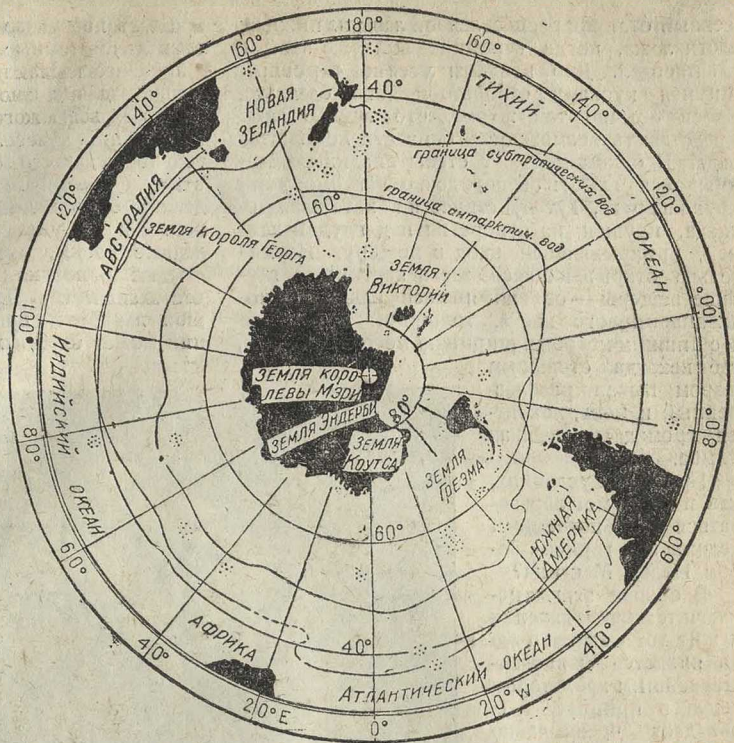 180°
160°
160°
140°
140°
120°
120°
100°
100°
80°
80°
60°
60°
40°
40°
20° E
0°
20° W
НОВАЯ
ЗЕЛАНДИЯ
40°
ТИХИЙ
ОКЕАН
граница субтропических вод
граница антарктич. вод
60°
АВСТРАЛИЯ
ЗЕМЛЯ КОРОЛЯ ГЕОРГА
ЗЕМЛЯ
ВИКТОРИИ
ИНДИЙСКИЙ
ОКЕАН
ЗЕМЛЯ КОРО-
ЛЕВЫ МЭРИ
80°
ЗЕМЛЯ ЭНДЕРБИ
ЗЕМЛЯ
КОУТСА
ЗЕМЛЯ
ГРЕЭМА
60°
ЮЖНАЯ
АМЕРИКА
АФРИКА
40°
АТЛАНТИЧЕСКИЙ ОКЕАН